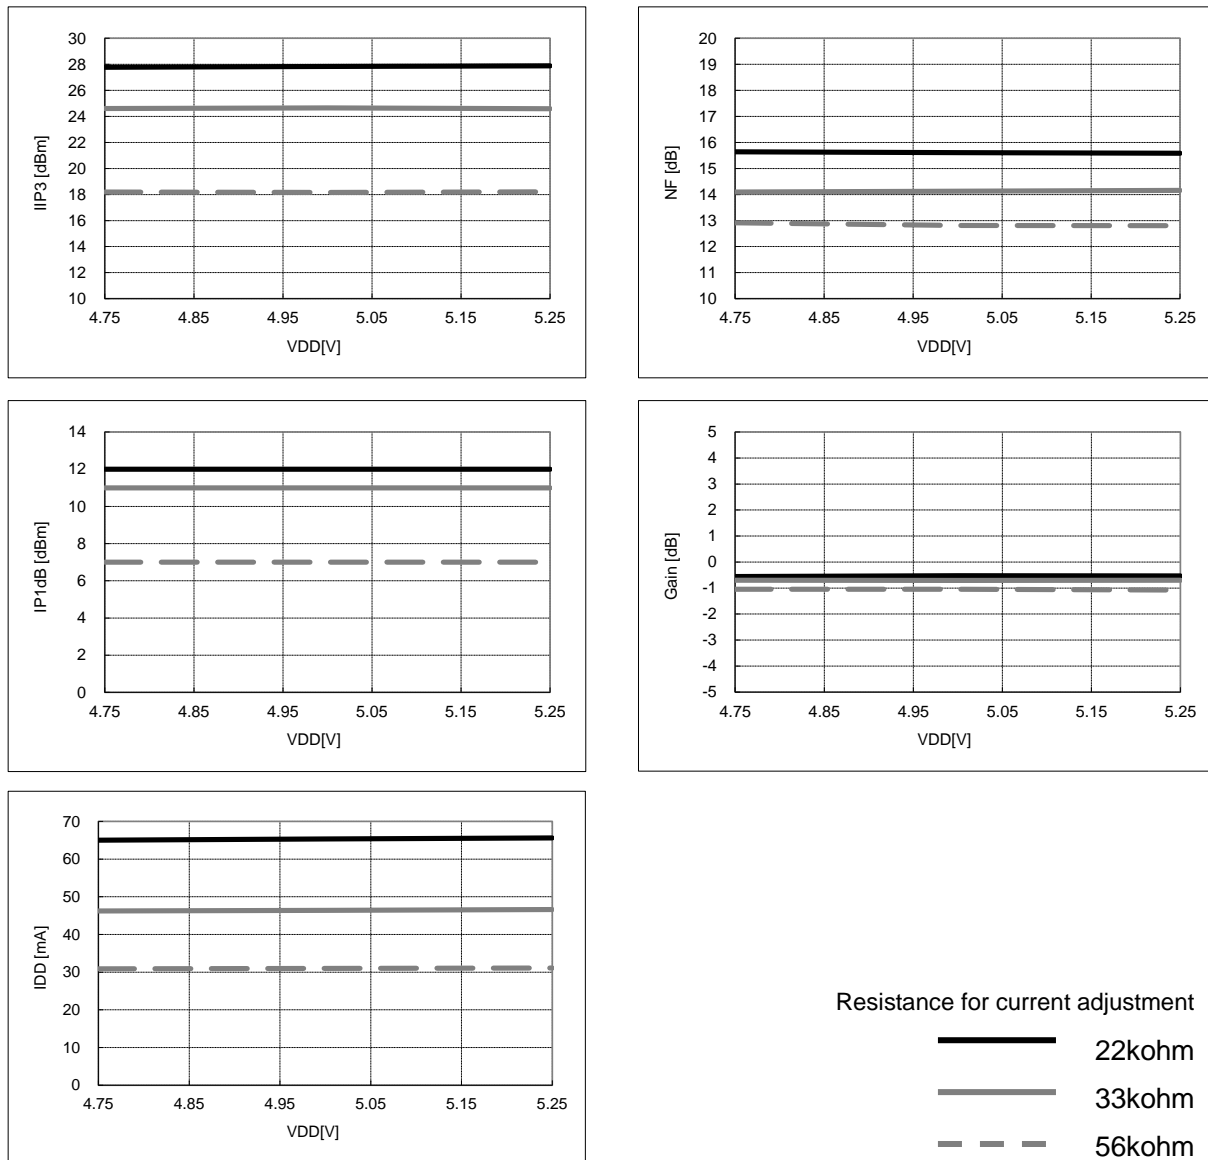 IIP3 [dBm]
30
28
26
24
22
20
18
16
14
12
10
4.75 4.85 4.95 5.05 5.15 5.25
VDD[V]
NF [dB]
20
19
18
17
16
15
14
13
12
11
10
4.75 4.85 4.95 5.05 5.15 5.25
VDD[V]
IP1dB [dBm]
14
12
10
8
6
4
2
0
4.75 4.85 4.95 5.05 5.15 5.25
VDD[V]
Gain [dB]
5
4
3
2
1
0
-1
-2
-3
-4
-5
4.75 4.85 4.95 5.05 5.15 5.25
VDD[V]
IDD [mA]
70
60
50
40
30
20
10
0
4.75 4.85 4.95 5.05 5.15 5.25
VDD[V]
Resistance for current adjustment
22kohm
33kohm
56kohm